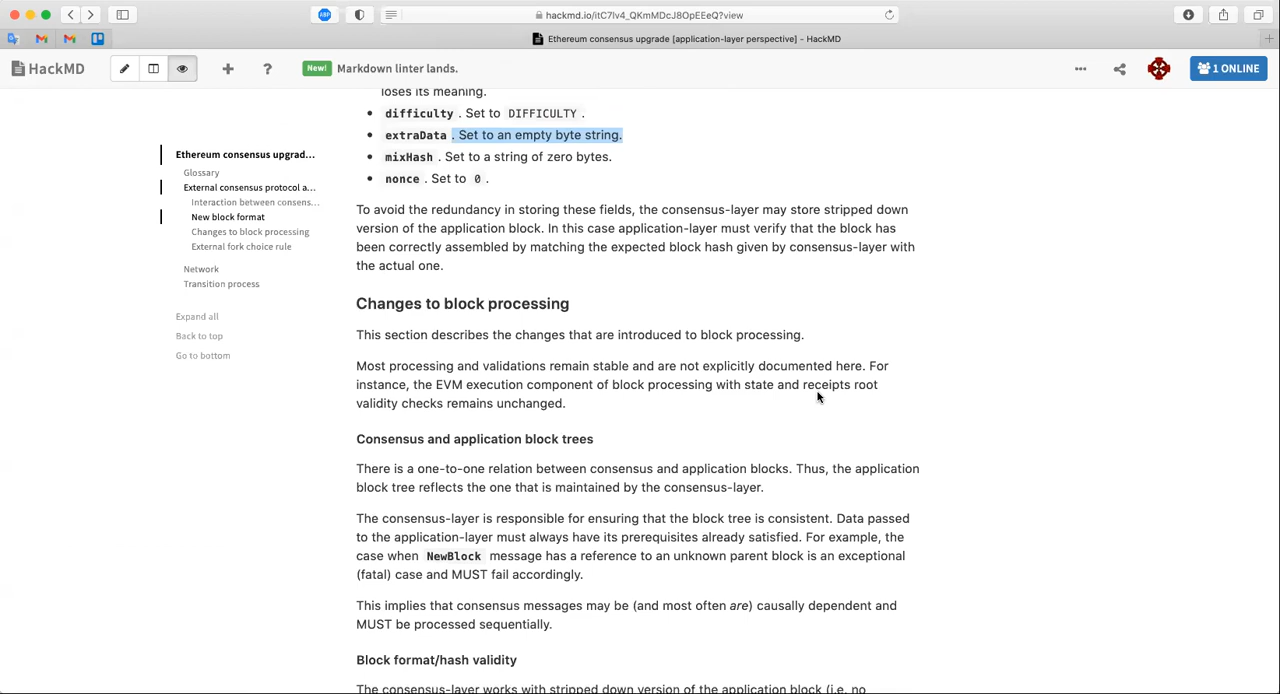 hackmd.io/itC7lv4_QKmMDcJ8OpEEeQ?view
Ethereum consensus upgrade [application-layer perspective] - HackMD
HackMD
New!
Markdown linter lands.
1 ONLINE
Ethereum consensus upgrad...
Glossary
External consensus protocol a...
Interaction between consens...
New block format
Changes to block processing
External fork choice rule
Network
Transition process
Expand all
Back to top
Go to bottom
loses its meaning.
difficulty . Set to DIFFICULTY .
extraData . Set to an empty byte string.
mixHash . Set to a string of zero bytes.
nonce . Set to 0 .
To avoid the redundancy in storing these fields, the consensus-layer may store stripped down
version of the application block. In this case application-layer must verify that the block has
been correctly assembled by matching the expected block hash given by consensus-layer with
the actual one.
Changes to block processing
This section describes the changes that are introduced to block processing.
Most processing and validations remain stable and are not explicitly documented here. For
instance, the EVM execution component of block processing with state and receipts root
validity checks remains unchanged.
Consensus and application block trees
There is a one-to-one relation between consensus and application blocks. Thus, the application
block tree reflects the one that is maintained by the consensus-layer.
The consensus-layer is responsible for ensuring that the block tree is consistent. Data passed
to the application-layer must always have its prerequisites already satisfied. For example, the
case when NewBlock message has a reference to an unknown parent block is an exceptional
(fatal) case and MUST fail accordingly.
This implies that consensus messages may be (and most often are) causally dependent and
MUST be processed sequentially.
Block format/hash validity
The consensus-layer works with stripped down version of the application block (i.e. no